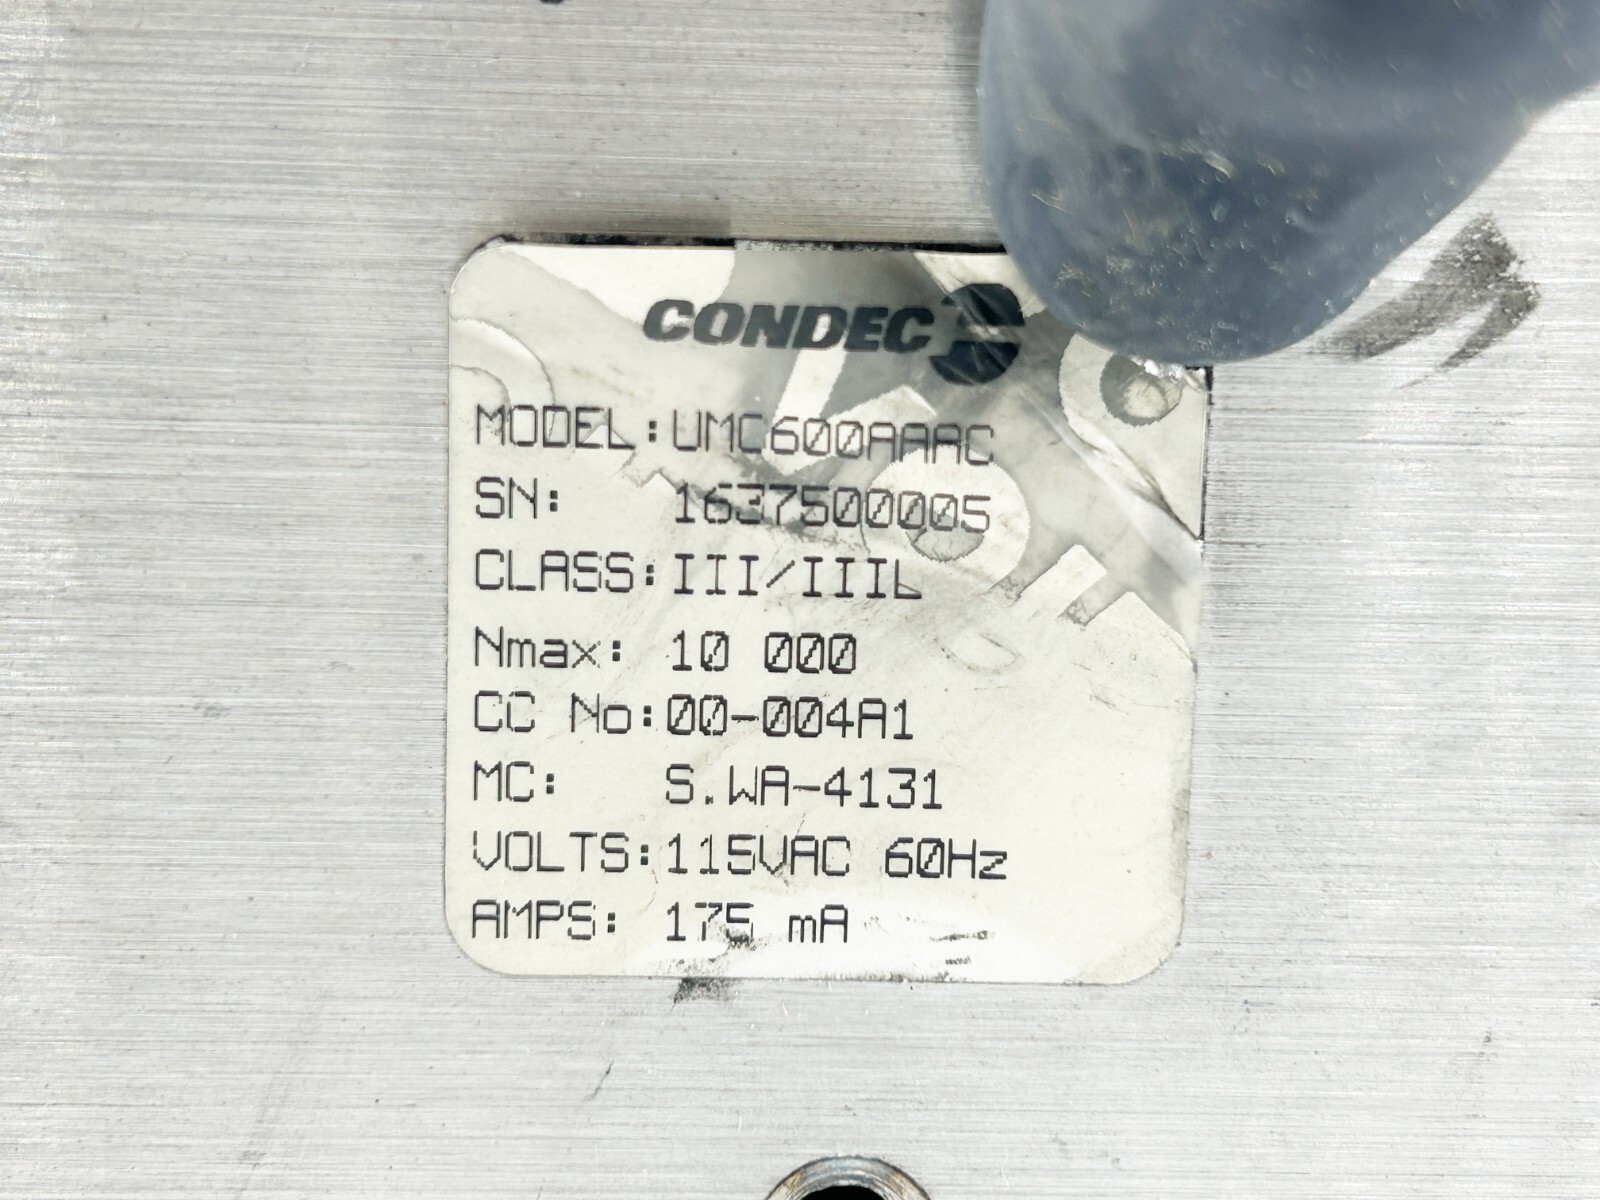 CONDEC
MODEL: UMC600AAAC
SN: 1637500005
CLASS: III/IIIL
Nmax: 10 000
CC No: 00-004A1
MC: S.WA-4131
VOLTS: 115VAC 60Hz
AMPS: 175 mA